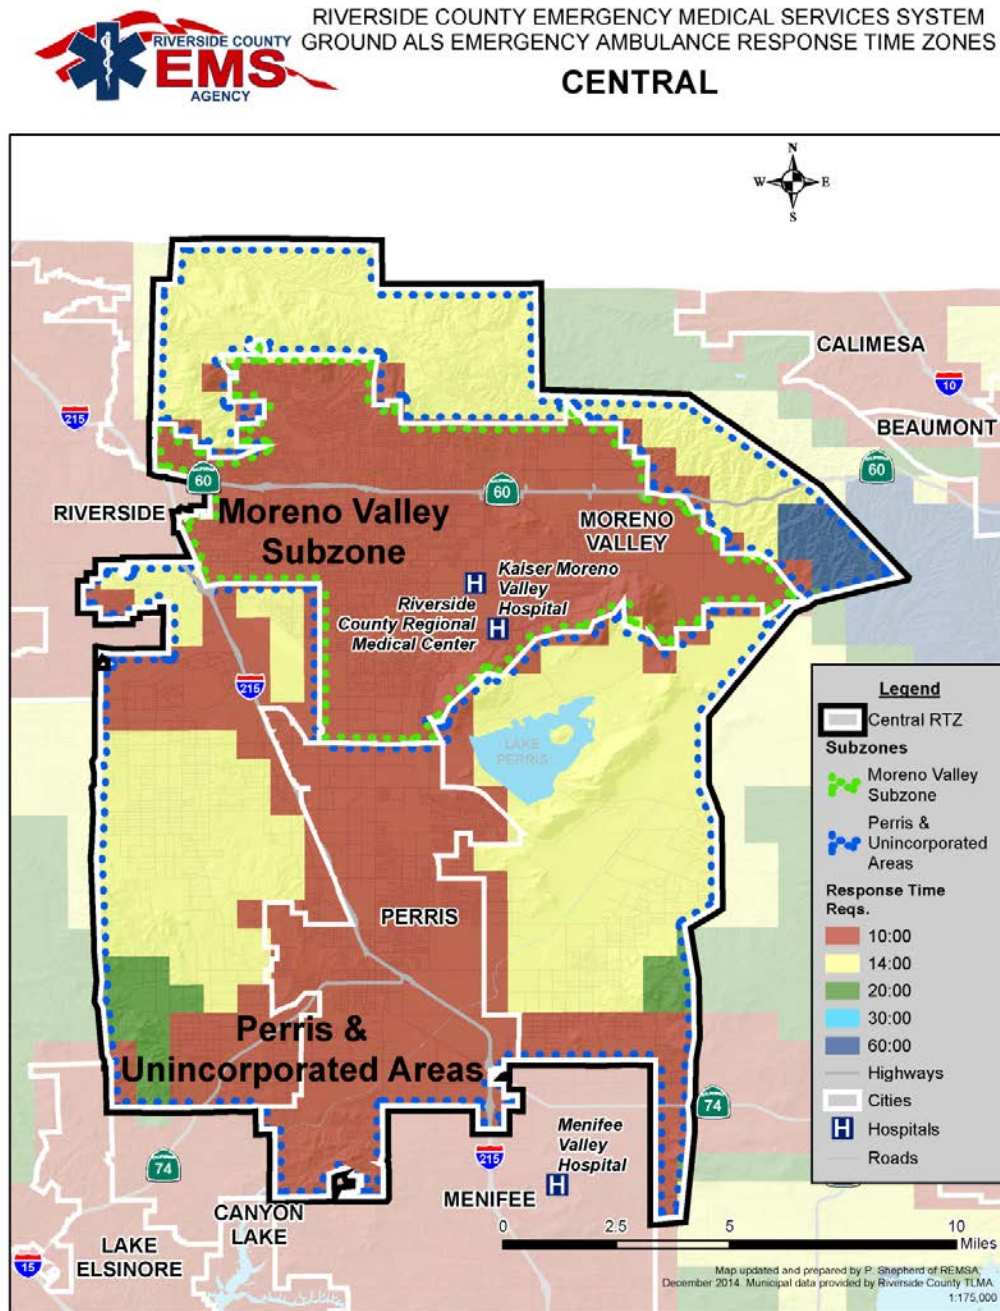 RIVERSIDE COUNTY
EMS
AGENCY
RIVERSIDE COUNTY EMERGENCY MEDICAL SERVICES SYSTEM
GROUND ALS EMERGENCY AMBULANCE RESPONSE TIME ZONES
CENTRAL
N
W E
S
CALIMESA
10
215
BEAUMONT
60
60
60
RIVERSIDE
Moreno Valley
Subzone
MORENO
VALLEY
H
Kaiser Moreno
Valley
Hospital
Riverside
County Regional
Medical Center
H
215
LAKE
PERRIS
PERRIS
Perris &
Unincorporated Areas
Legend
Central RTZ
Subzones
Moreno Valley
Subzone
Perris &
Unincorporated
Areas
Response Time
Reqs.
10:00
14:00
20:00
30:00
60:00
Highways
Cities
H Hospitals
Roads
74
74
215
Menifee
Valley
Hospital
H
MENIFEE
CANYON
LAKE
LAKE
ELSINORE
15
0 2.5 5 10
Miles
Map updated and prepared by P. Shepherd of REMSA,
December 2014. Municipal data provided by Riverside County TLMA.
1:175,000